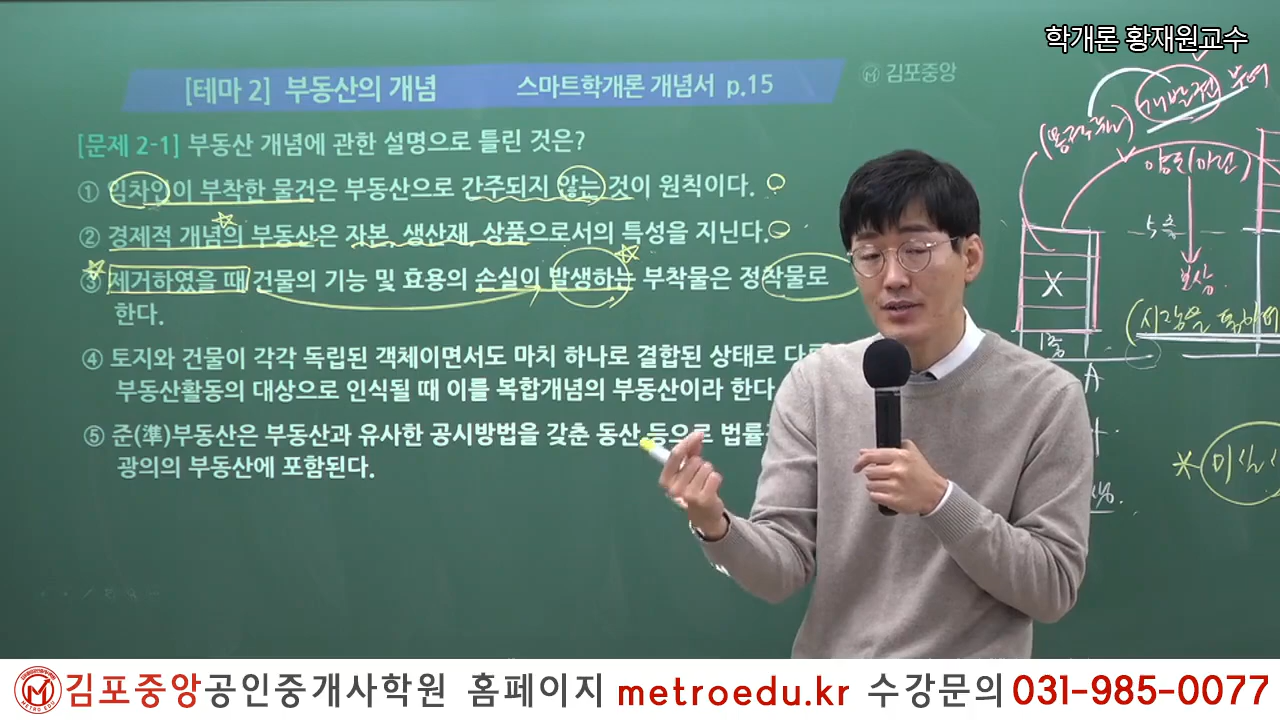 학개론 황재원교수
[테마 2] 부동산의 개념 스마트학개론 개념서 p.15
김포중앙
[문제 2-1] 부동산 개념에 관한 설명으로 틀린 것은?
① 임차인이 부착한 물건은 부동산으로 간주되지 않는 것이 원칙이다.
② 경제적 개념의 부동산은 자본, 생산재, 상품으로서의 특성을 지닌다.
③ 제거하였을 때 건물의 기능 및 효용의 손실이 발생하는 부착물은 정착물로
한다.
④ 토지와 건물이 각각 독립된 객체이면서도 마치 하나로 결합된 상태로
부동산활동의 대상으로 인식될 때 이를 복합개념의 부동산이라 한다
⑤ 준(準)부동산은 부동산과 유사한 공시방법을 갖춘 동산 등으로
광의의 부동산에 포함된다.
개발권 부여
5층
보상
X
A
METRO EDU
김포중앙공인중개사학원 홈페이지 metroedu.kr 수강문의 031-985-0077